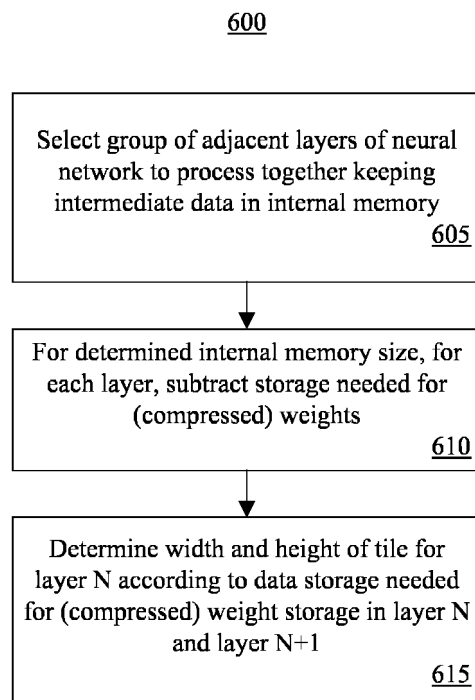 600
Select group of adjacent layers of neural
network to process together keeping
intermediate data in internal memory
605
For determined internal memory size, for
each layer, subtract storage needed for
(compressed) weights
610
Determine width and height of tile for
layer N according to data storage needed
for (compressed) weight storage in layer N
and layer N+1
615